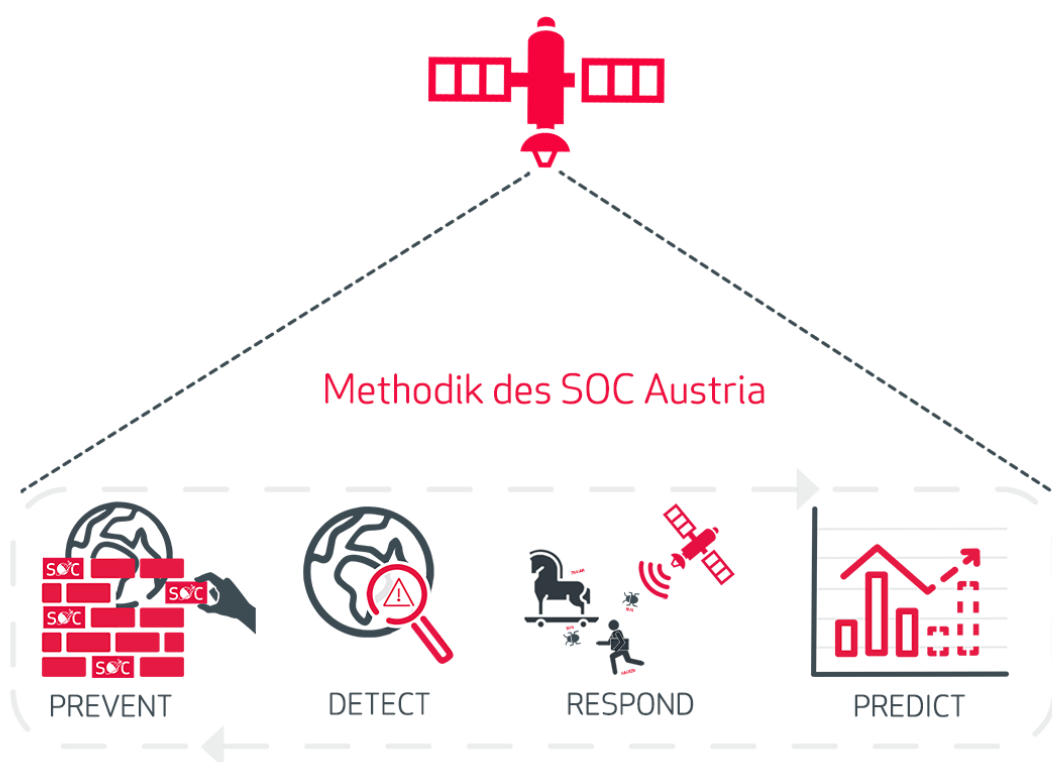 Methodik des SOC Austria
SOC
SOC
SOC
SOC
PREVENT
DETECT
RESPOND
PREDICT